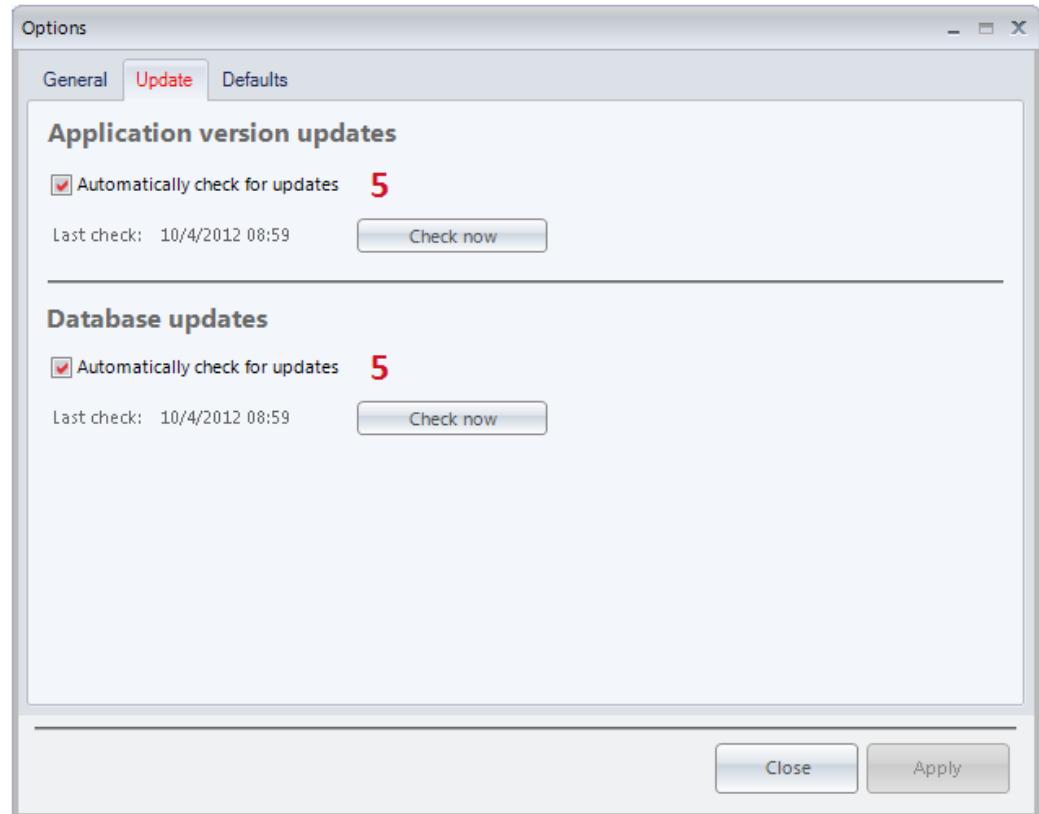 Options
General Update Defaults
Application version updates
Automatically check for updates 5
Last check: 10/4/2012 08:59 Check now
Database updates
Automatically check for updates 5
Last check: 10/4/2012 08:59 Check now
Close Apply